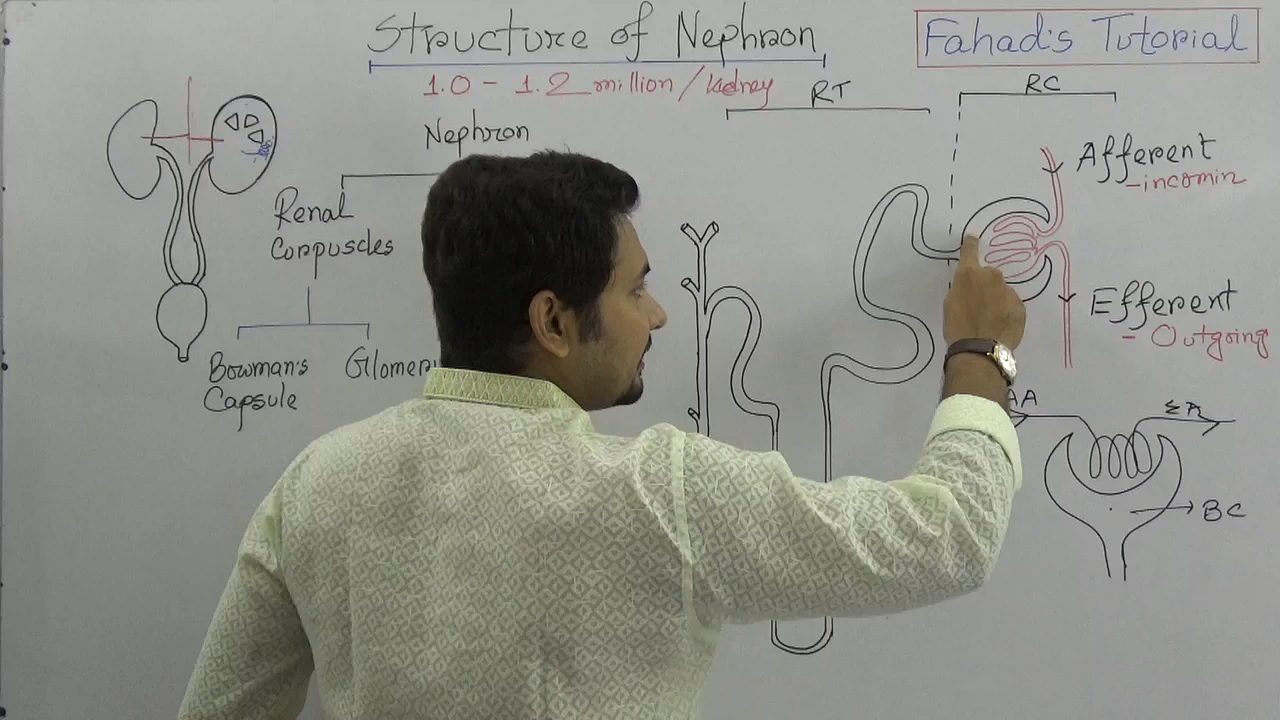 Structure of Nephron
Fahad's Tutorial
1.0 - 1.2 million / kidney
RT
RC
Nephron
Afferent
- incomin
Renal
Corpuscles
Efferent
- Outgoing
Bowman's
Capsule
AA
EA
BC